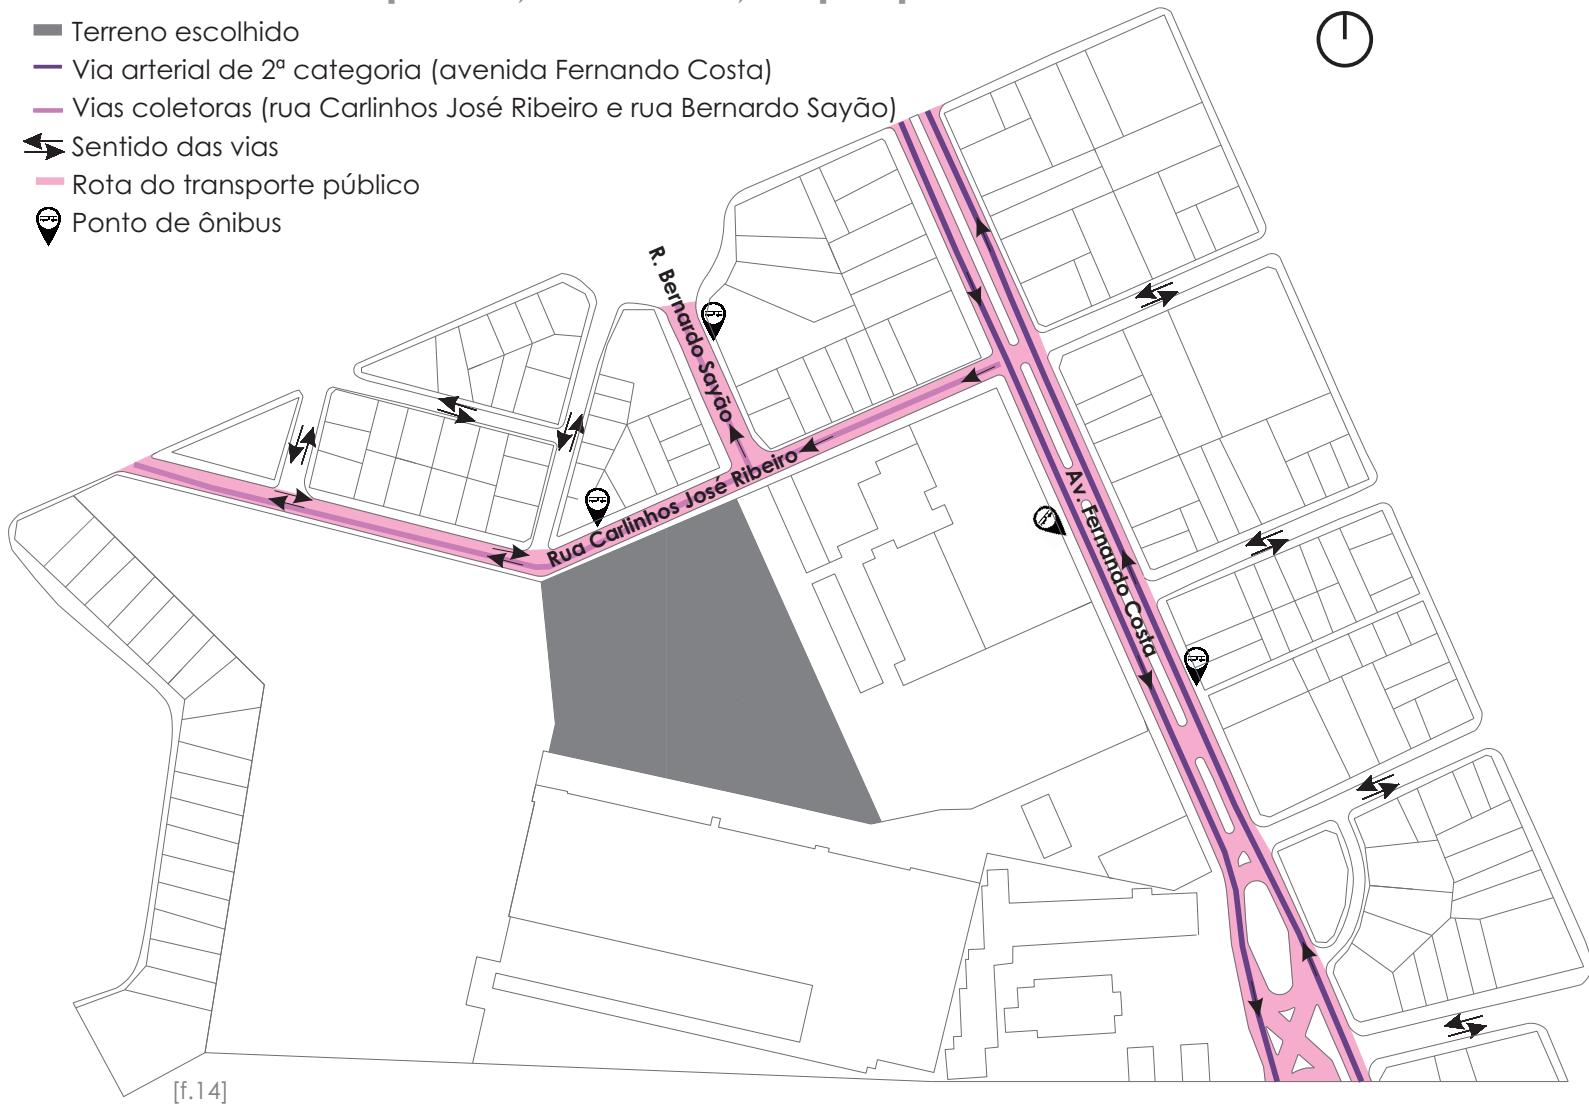 Terreno escolhido
Via arterial de 2ª categoria (avenida Fernando Costa)
Vias coletoras (rua Carlinhos José Ribeiro e rua Bernardo Sayão)
Sentido das vias
Rota do transporte público
Ponto de ônibus
R. Bernardo Sayão
Rua Carlinhos José Ribeiro
Av. Fernando Costa
[f.14]